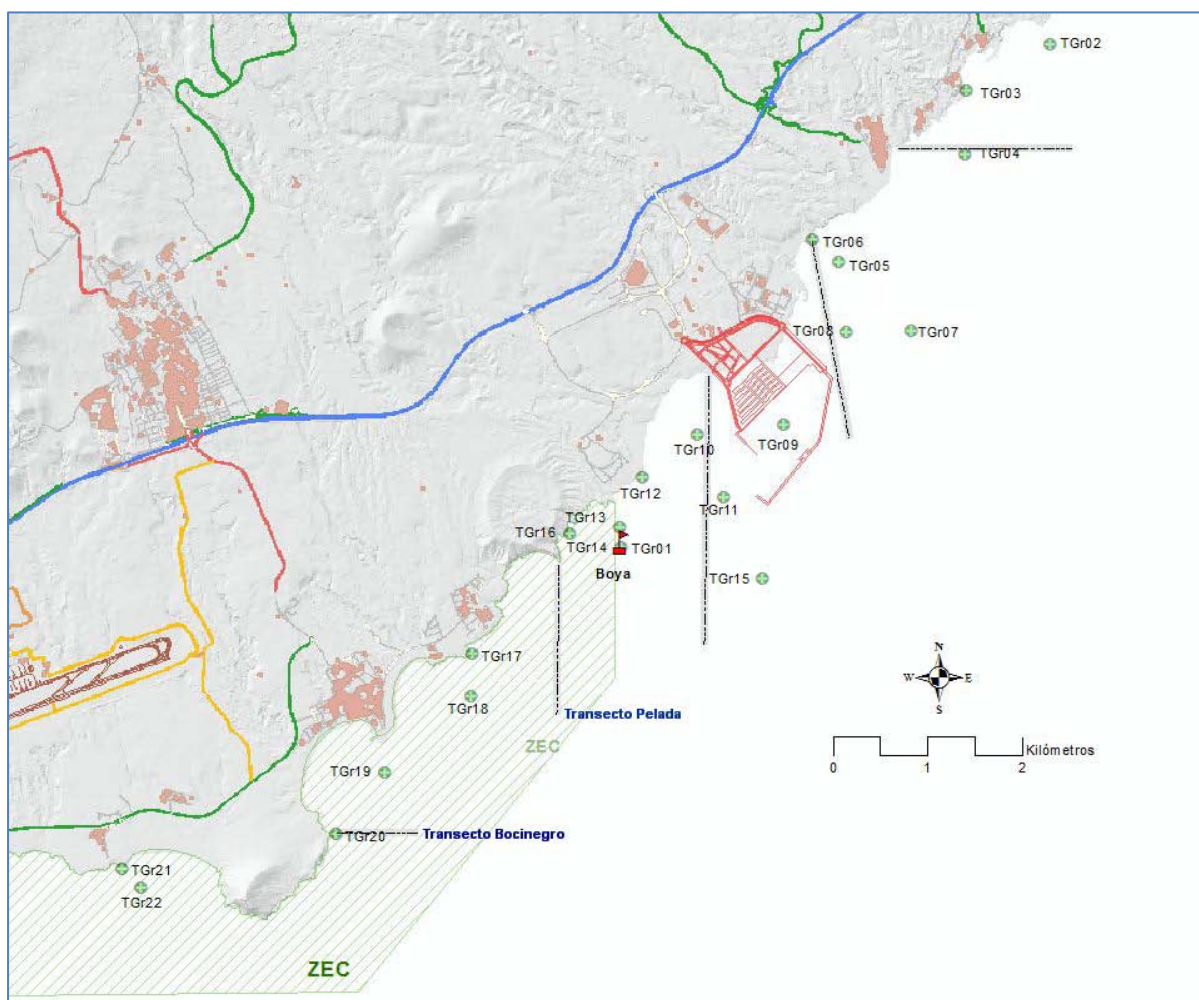 TGr02
TGr03
TGr04
TGr06
TGr05
TGr08
TGr07
TGr09
TGr10
TGr12
TGr11
TGr13
TGr16
TGr14
TGr01
Boya
TGr15
TGr17
N
W
E
S
TGr18
Transecto Pelada
ZEC
Kilómetros
0
1
2
TGr19
TGr20
Transecto Bocinegro
TGr21
TGr22
ZEC